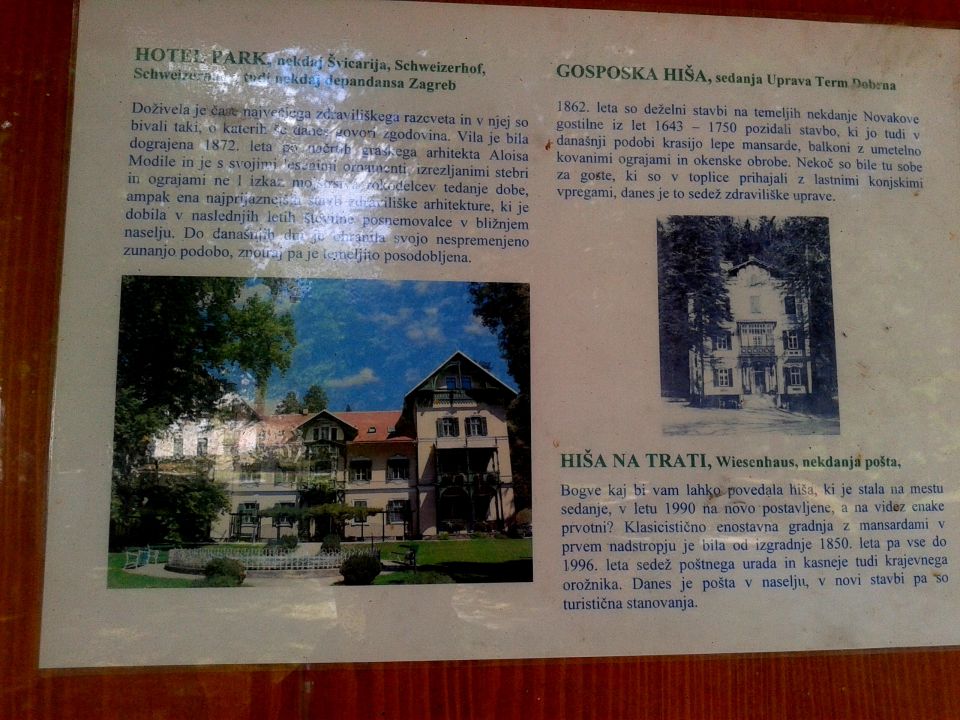 HOTEL PARK, nekdaj Švicarija, Schweizerhof,
tudi nekdaj depandansa Zagreb
Doživela je čase največjega zdraviliškega razcveta in v njej so
bivali taki, o katerih še danes govori zgodovina. Vila je bila
dograjena 1872. leta po načrtih graškega arhitekta Aloisa
Modile in je s svojimi lesenimi ornamenti, izrezljanimi stebri
in ograjami ne l izkaz mojstrstva rokodelcev tedanje dobe,
ampak ena najprijaznejših stavb zdraviliške arhitekture, ki je
dobila v naslednjih letih številne posnemovalce v bližnjem
naselju. Do današnjih dni je ohranila svojo nespremenjeno
zunanjo podobo, znotraj pa je temeljito posodobljena.
GOSPOSKA HIŠA, sedanja Uprava Term Dobrna
1862. leta so deželni stavbi na temeljih nekdanje Novakove
gostilne iz let 1643 – 1750 pozidali stavbo, ki jo tudi v
današnji podobi krasijo lepe mansarde, balkoni z umetelno
kovanimi ograjami in okenske obrobe. Nekoč so bile tu sobe
za goste, ki so v toplice prihajali z lastnimi konjskimi
vpregami, danes je to sedež zdraviliške uprave.
HIŠA NA TRATI, Wiesenhaus, nekdanja pošta,
Bogve kaj bi vam lahko povedala hiša, ki je stala na mestu
sedanje, v letu 1990 na novo postavljene, a na videz enake
prvotni? Klasicistično enostavna gradnja z mansardami v
prvem nadstropju je bila od izgradnje 1850. leta pa vse do
1996. leta sedež poštnega urada in kasneje tudi krajevnega
orožnika. Danes je pošta v naselju, v novi stavbi pa so
turistična stanovanja.